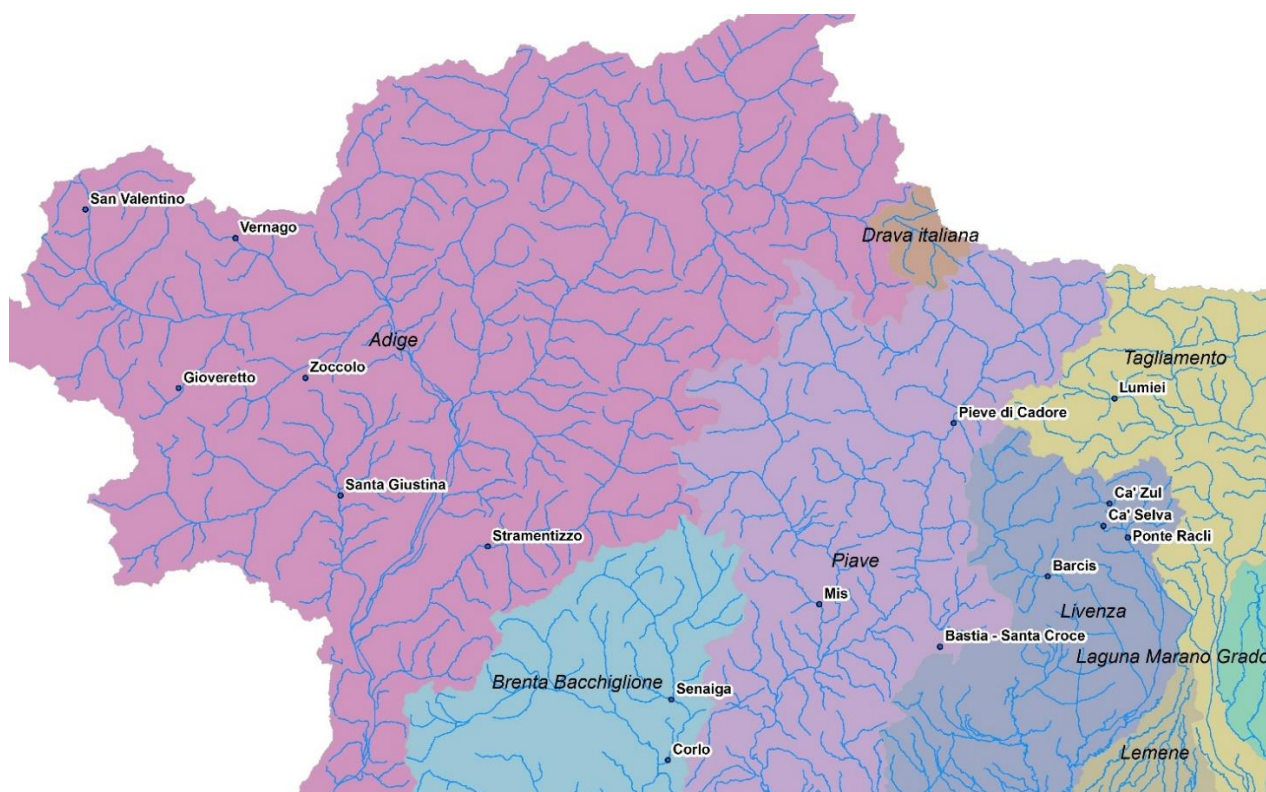 San Valentino
Vernago
Drava italiana
Adige
Tagliamento
Zoccolo
Gioveretto
Lumiei
Pieve di Cadore
Santa Giustina
Ca' Zul
Ca' Selva
Ponte Racli
Stramentizzo
Piave
Barcis
Mis
Livenza
Bastia - Santa Croce
Laguna Marano Grado
Brenta Bacchiglione
Senaiga
Corlo
Lemene